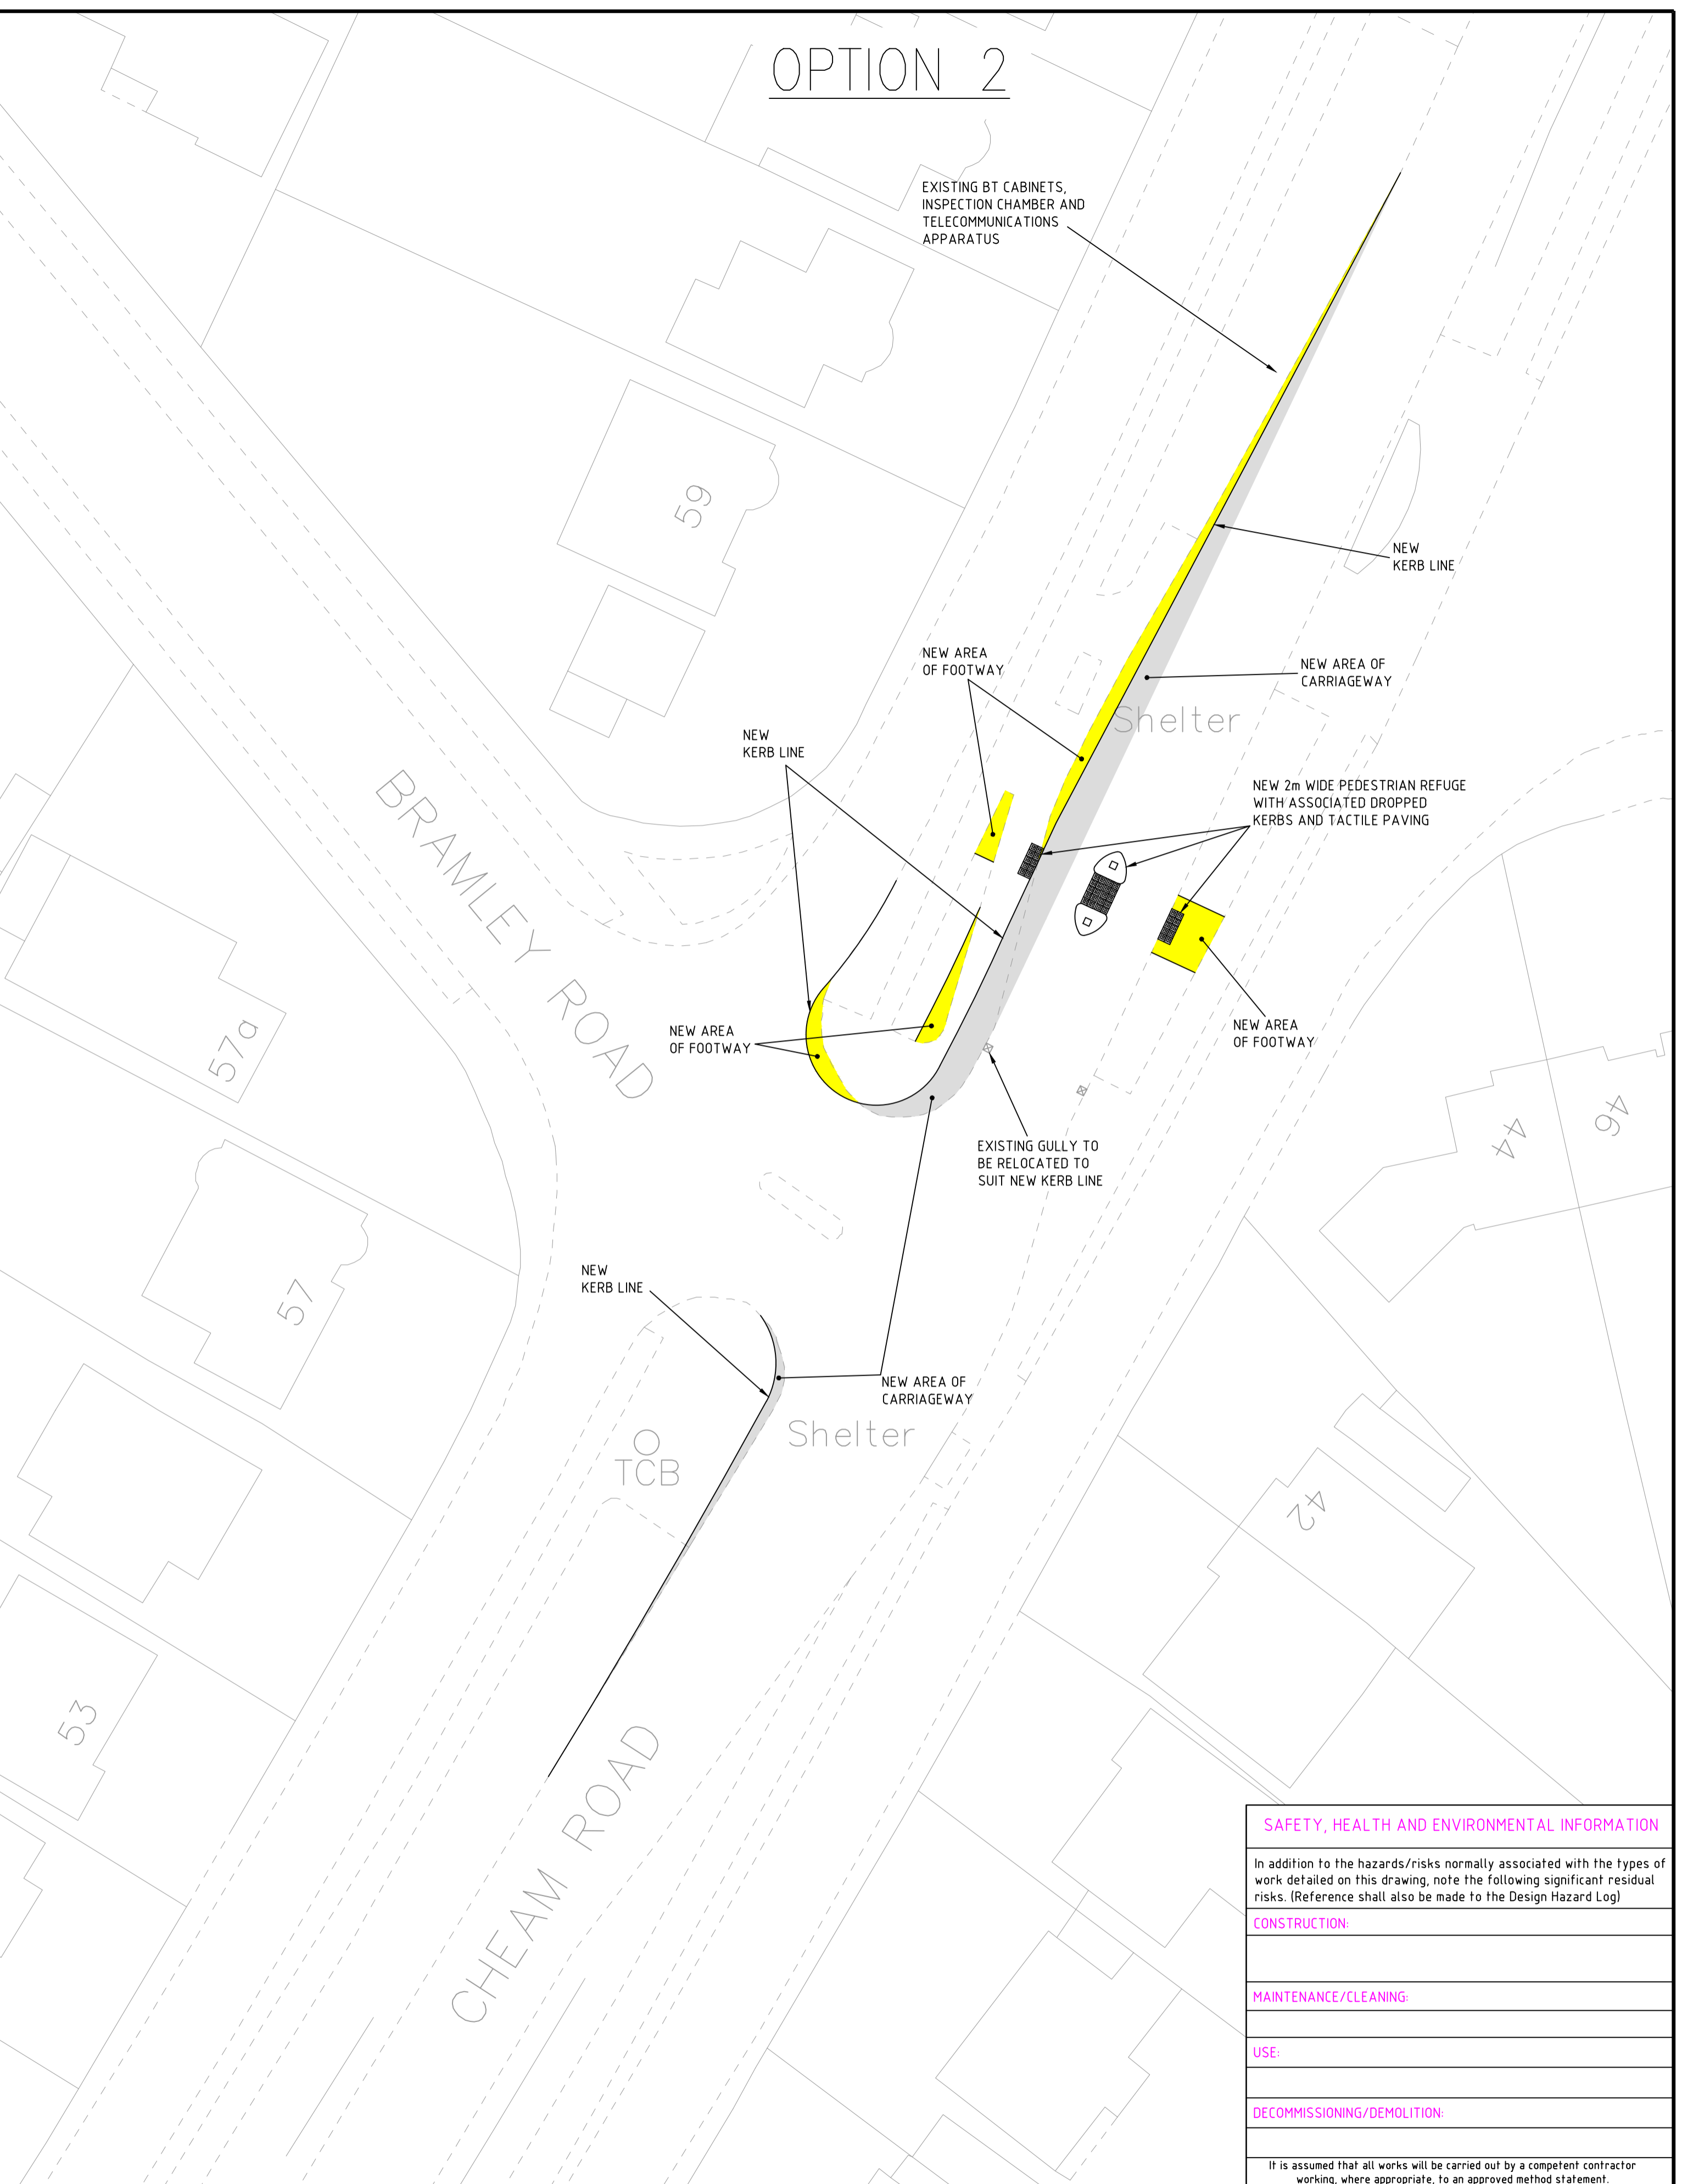 OPTION 2
EXISTING BT CABINETS,
INSPECTION CHAMBER AND
TELECOMMUNICATIONS
APPARATUS
59
NEW
KERB LINE
NEW AREA
OF FOOTWAY
NEW AREA OF
CARRIAGEWAY
Shelter
NEW
KERB LINE
NEW 2m WIDE PEDESTRIAN REFUGE
WITH ASSOCIATED DROPPED
KERBS AND TACTILE PAVING
BRAMLEY ROAD
57a
NEW AREA
OF FOOTWAY
NEW AREA
OF FOOTWAY
44
46
EXISTING GULLY TO
BE RELOCATED TO
SUIT NEW KERB LINE
57
NEW
KERB LINE
NEW AREA OF
CARRIAGEWAY
Shelter
TCB
42
53
CHEAM ROAD
SAFETY, HEALTH AND ENVIRONMENTAL INFORMATION
In addition to the hazards/risks normally associated with the types of
work detailed on this drawing, note the following significant residual
risks. (Reference shall also be made to the Design Hazard Log)
CONSTRUCTION:
MAINTENANCE/CLEANING:
USE:
DECOMMISSIONING/DEMOLITION:
It is assumed that all works will be carried out by a competent contractor
working, where appropriate, to an approved method statement.